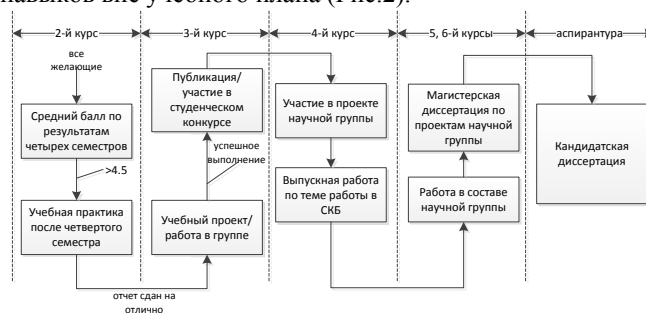 навыков вне учебного плана (Рис.2).
2-й курс
3-й курс
4-й курс
5, 6-й курсы
аспирантура
все
желающие
Средний балл по
результатам
четырех семестров
>4.5
Учебная практика
после четвертого
семестра
отчет сдан на
отлично
Публикация/
участие в
студенческом
конкурсе
успешное
выполнение
Учебный проект/
работа в группе
Участие в проекте
научной группы
Выпускная работа
по теме работы в
СКБ
Магистерская
диссертация по
проектам научной
группы
Работа в составе
научной группы
Кандидатская
диссертация